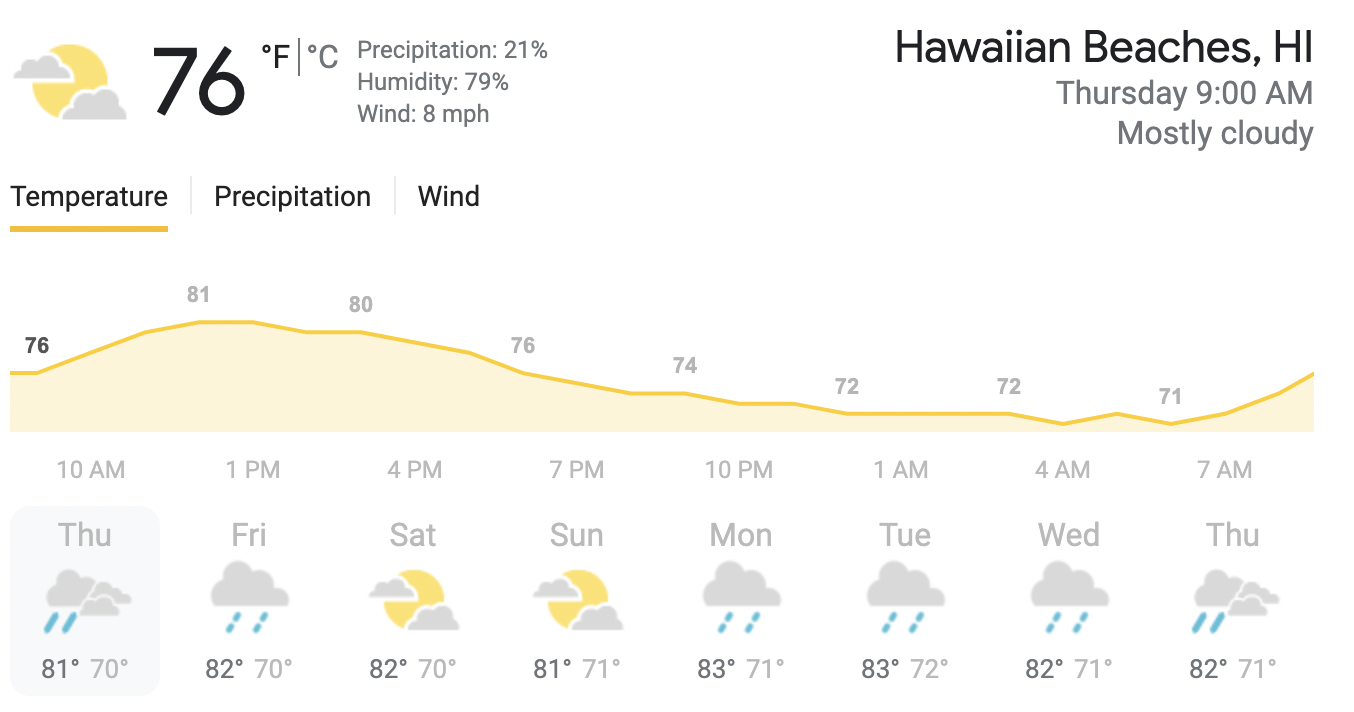 76 °F | °C
Precipitation: 21%
Humidity: 79%
Wind: 8 mph
Hawaiian Beaches, HI
Thursday 9:00 AM
Mostly cloudy
Temperature Precipitation Wind
76 81 80 76 74 72 72 71
10 AM 1 PM 4 PM 7 PM 10 PM 1 AM 4 AM 7 AM
Thu Fri Sat Sun Mon Tue Wed Thu
81° 70° 82° 70° 82° 70° 81° 71° 83° 71° 83° 72° 82° 71° 82° 71°